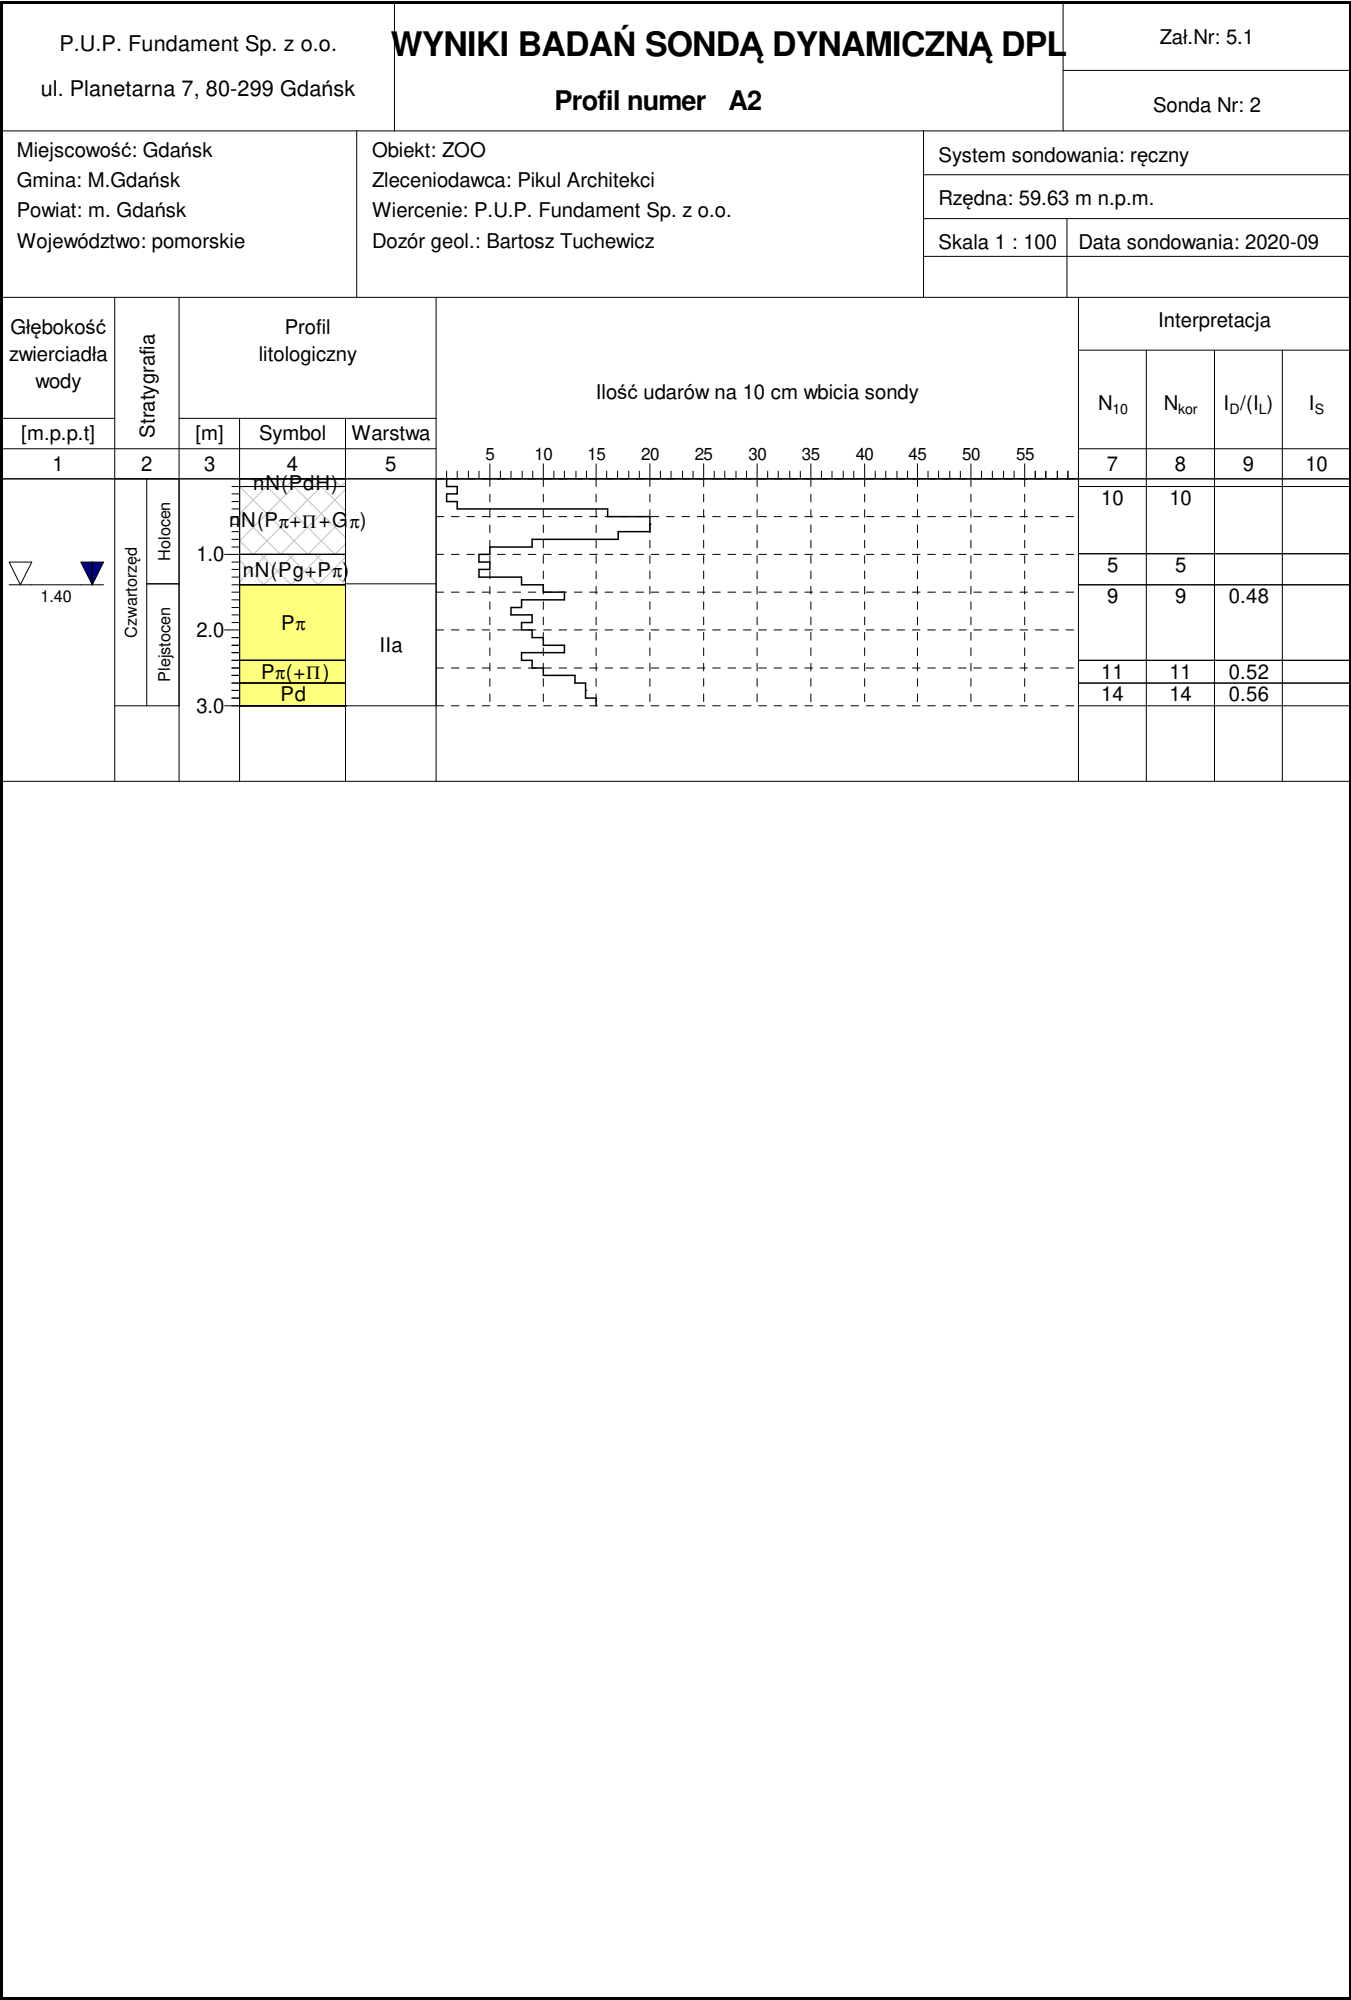 P.U.P. Fundament Sp. z o.o.
ul. Planetarna 7, 80-299 Gdańsk
WYNIKI BADAŃ SONDĄ DYNAMICZNĄ DPL
Profil numer A2
Zał.Nr: 5.1
Sonda Nr: 2
Miejscowość: Gdańsk
Gmina: M.Gdańsk
Powiat: m. Gdańsk
Województwo: pomorskie
Obiekt: ZOO
Zleceniodawca: Pikul Architekci
Wiercenie: P.U.P. Fundament Sp. z o.o.
Dozór geol.: Bartosz Tuchewicz
System sondowania: ręczny
Rzędna: 59.63 m n.p.m.
Skala 1 : 100
Data sondowania: 2020-09
Głębokość
zwierciadła
wody
[m.p.p.t]
Stratygrafia
Profil
litologiczny
[m] Symbol Warstwa
Ilość udarów na 10 cm wbicia sondy
Interpretacja
N10 Nkor ID/(IL) IS
5 10 15 20 25 30 35 40 45 50 55
1 2 3 4 5 7 8 9 10
Czwartorzęd
Holocen
Plejstocen
1.40
1.0
2.0
3.0
nN(PdH)
nN(Pπ+Π+Gπ)
nN(Pg+Pπ)
Pπ
Pπ(+Π)
Pd
IIa
10 10
5 5
9 9 0.48
11 11 0.52
14 14 0.56